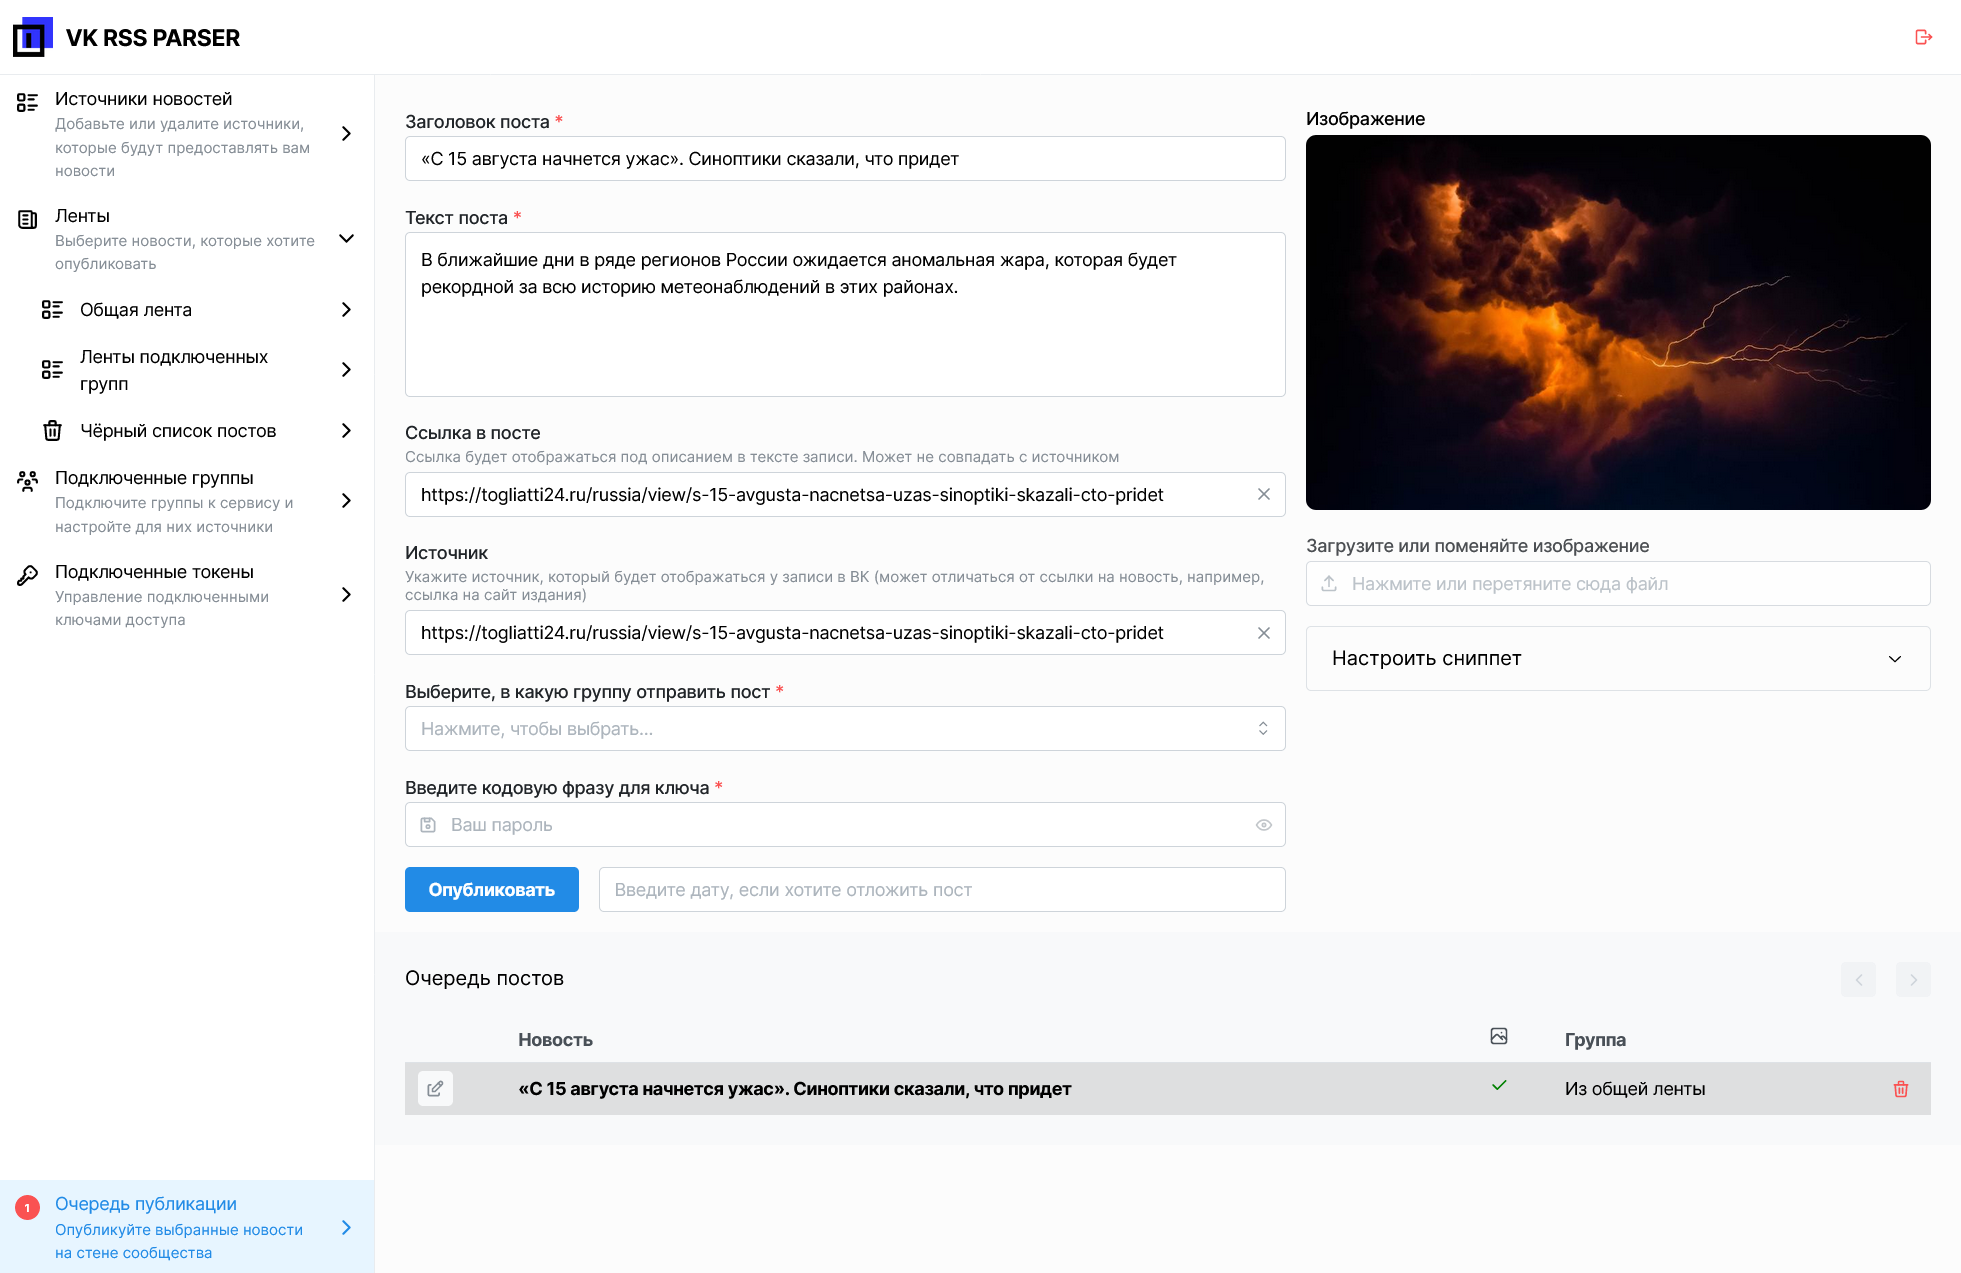 VK RSS PARSER
Источники новостей
Добавьте или удалите источники,
которые будут предоставлять вам
новости
Ленты
Выберите новости, которые хотите
опубликовать
Общая лента
Ленты подключенных
групп
Чёрный список постов
Подключенные группы
Подключите группы к сервису и
настройте для них источники
Подключенные токены
Управление подключенными
ключами доступа
1
Очередь публикации
Опубликуйте выбранные новости
на стене сообщества
Заголовок поста *
«С 15 августа начнется ужас». Синоптики сказали, что придет
Текст поста *
В ближайшие дни в ряде регионов России ожидается аномальная жара, которая будет
рекордной за всю историю метеонаблюдений в этих районах.
Ссылка в посте
Ссылка будет отображаться под описанием в тексте записи. Может не совпадать с источником
https://togliatti24.ru/russia/view/s-15-avgusta-nacnetsa-uzas-sinoptiki-skazali-cto-pridet
Источник
Укажите источник, который будет отображаться у записи в ВК (может отличаться от ссылки на новость, например,
ссылка на сайт издания)
https://togliatti24.ru/russia/view/s-15-avgusta-nacnetsa-uzas-sinoptiki-skazali-cto-pridet
Выберите, в какую группу отправить пост *
Нажмите, чтобы выбрать...
Введите кодовую фразу для ключа *
Ваш пароль
Опубликовать
Введите дату, если хотите отложить пост
Изображение
Загрузите или поменяйте изображение
Нажмите или перетяните сюда файл
Настроить сниппет
Очередь постов
Новость
Группа
«С 15 августа начнется ужас». Синоптики сказали, что придет
Из общей ленты